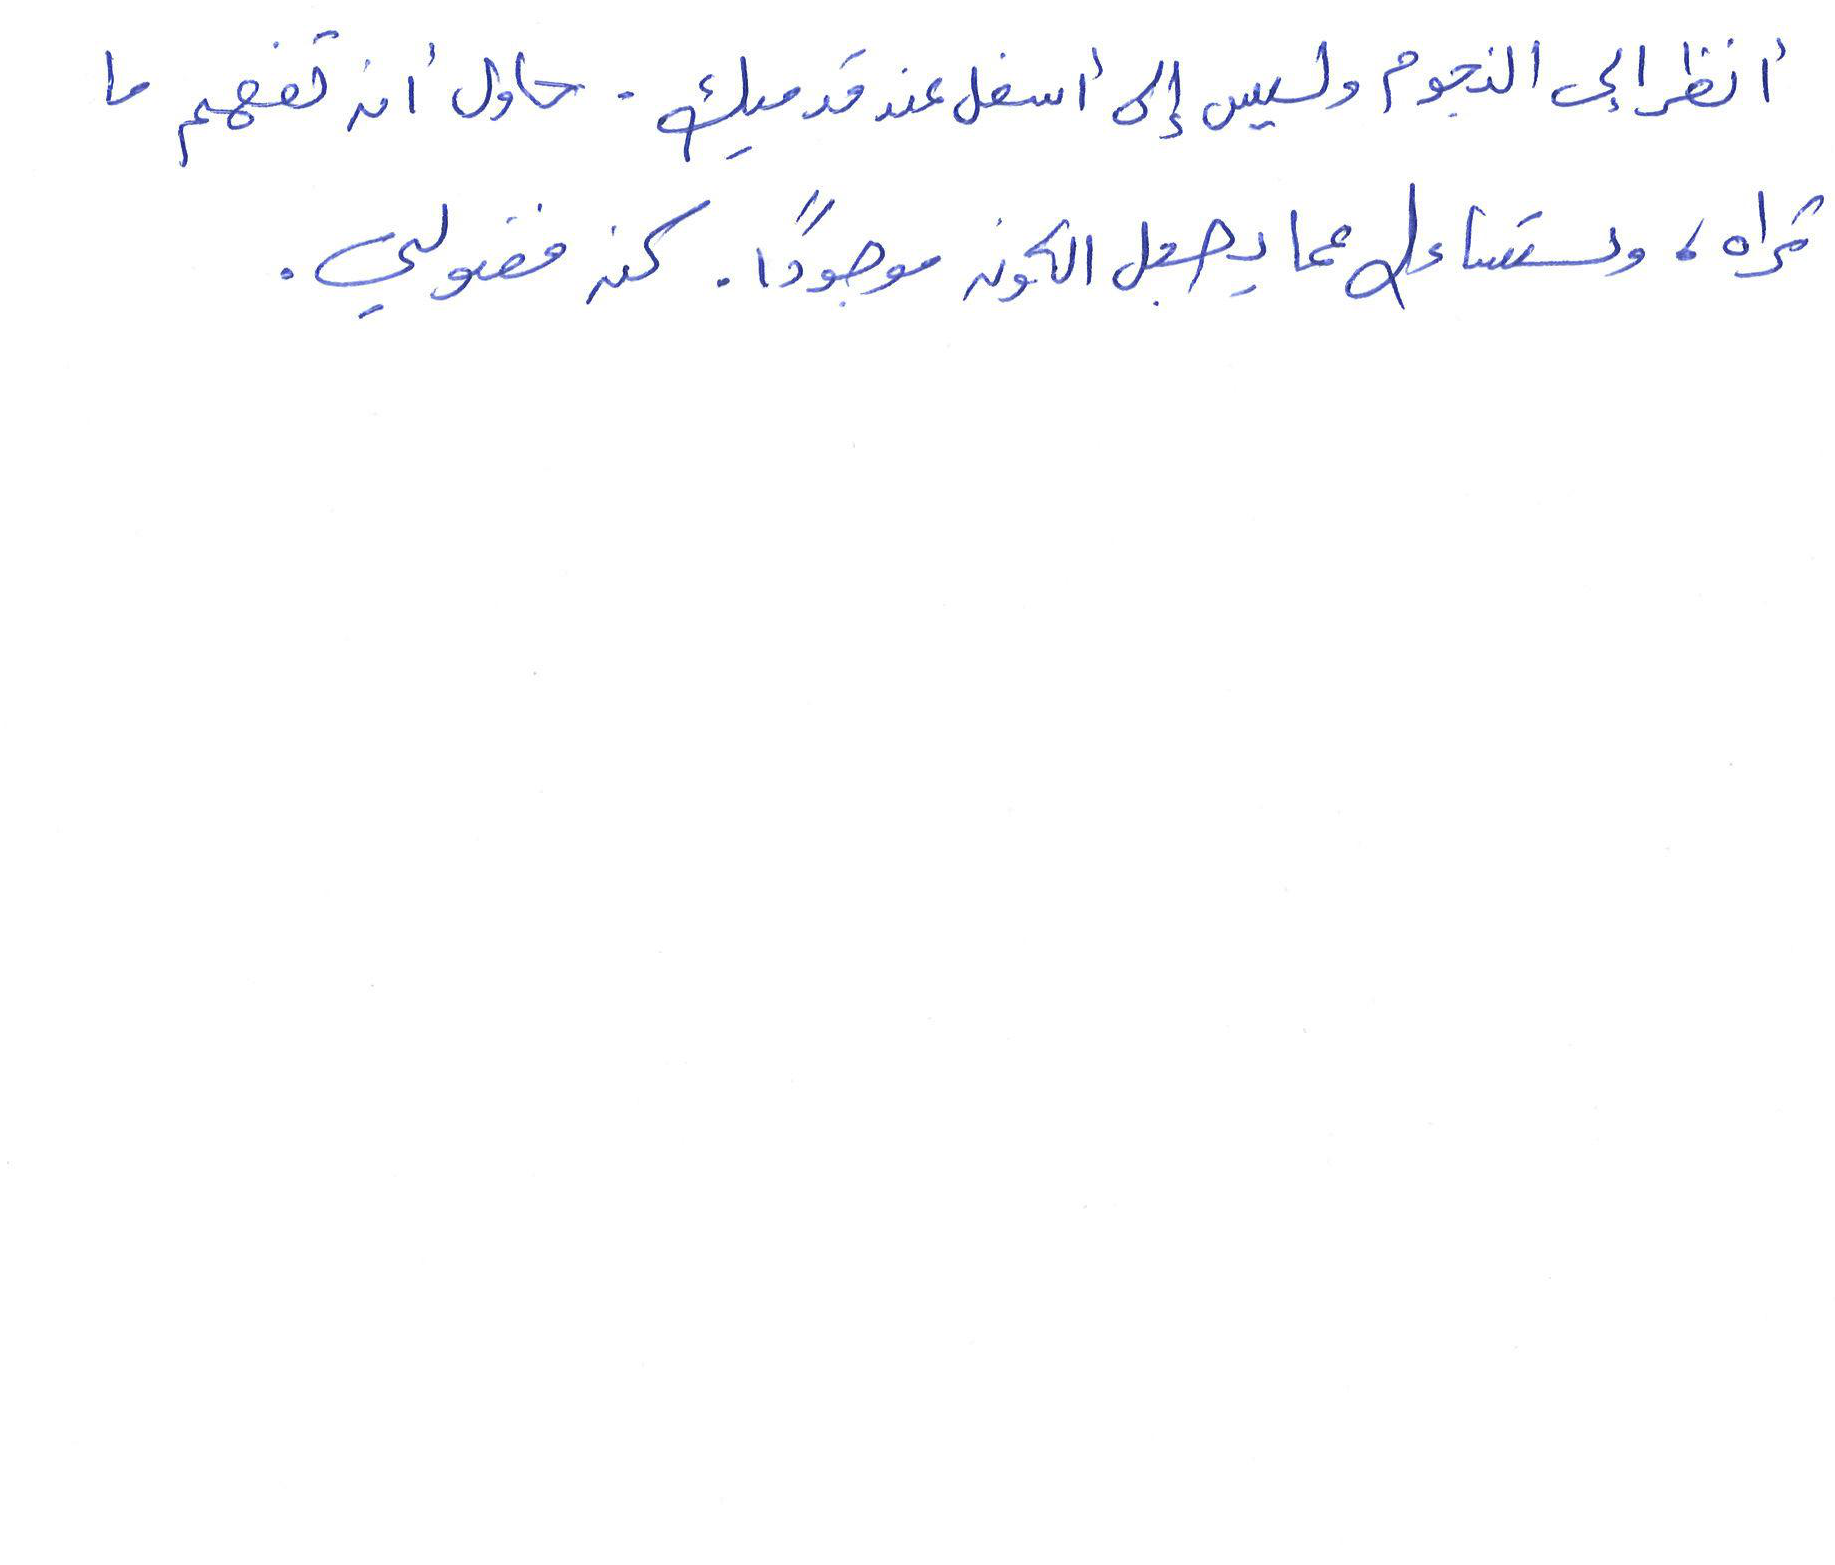 أنظر إلى النجوم وليس إلى أسفل عند قدميك. حاول أن تفهم ما
تراه، وتساءل عما يجعل الكون موجودًا. كن فضولي.